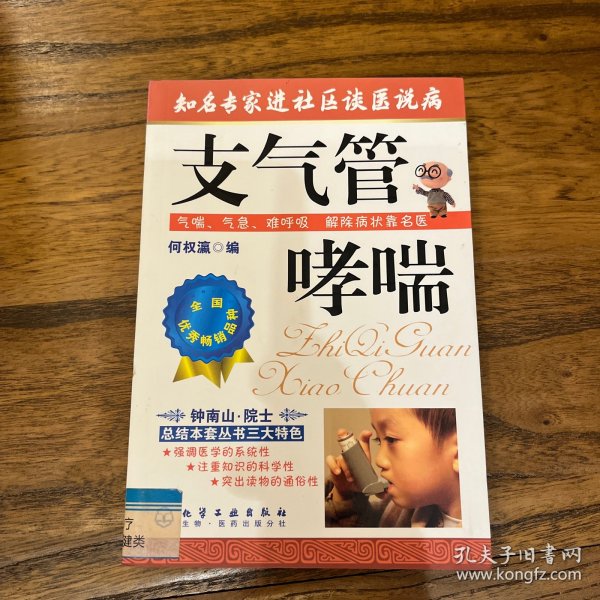 知名专家进社区谈医说病
支气管
气喘、气急、难呼吸 解除病状靠名医
何权瀛◎编
哮喘
全国
优秀畅销品种
ZhiQiGuan
XiaoChuan
钟南山·院士
总结本套丛书三大特色
★强调医学的系统性
★注重知识的科学性
★突出读物的通俗性
化学工业出版社
生物·医药出版分社
疗
健类
孔夫子旧书网
www.kongfz.com